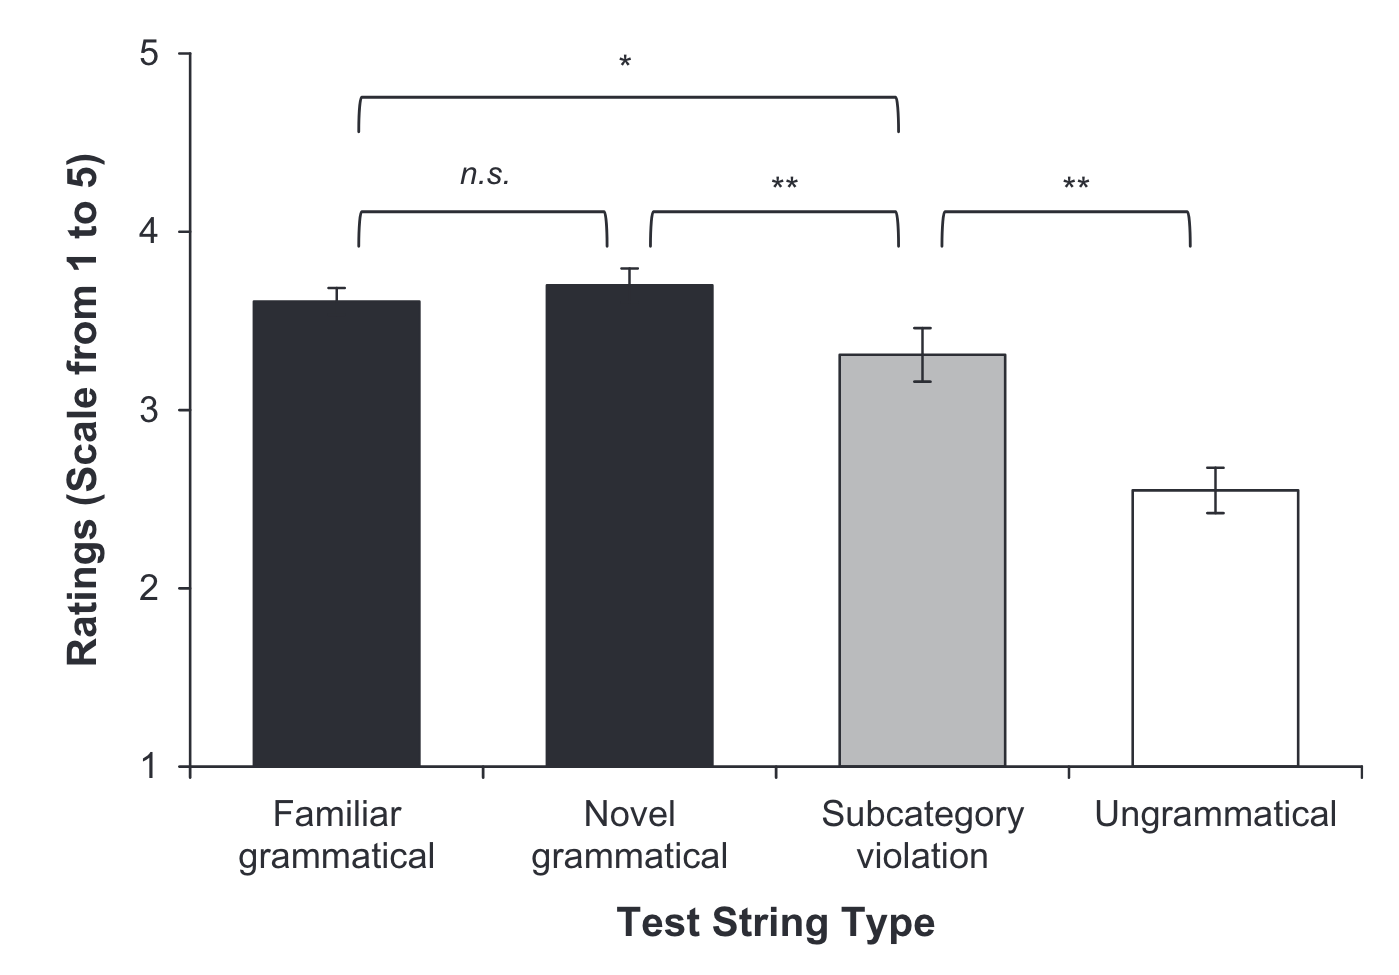 5
*
n.s.
**
**
4
3
2
1
Ratings (Scale from 1 to 5)
Familiar
grammatical
Novel
grammatical
Subcategory
violation
Ungrammatical
Test String Type